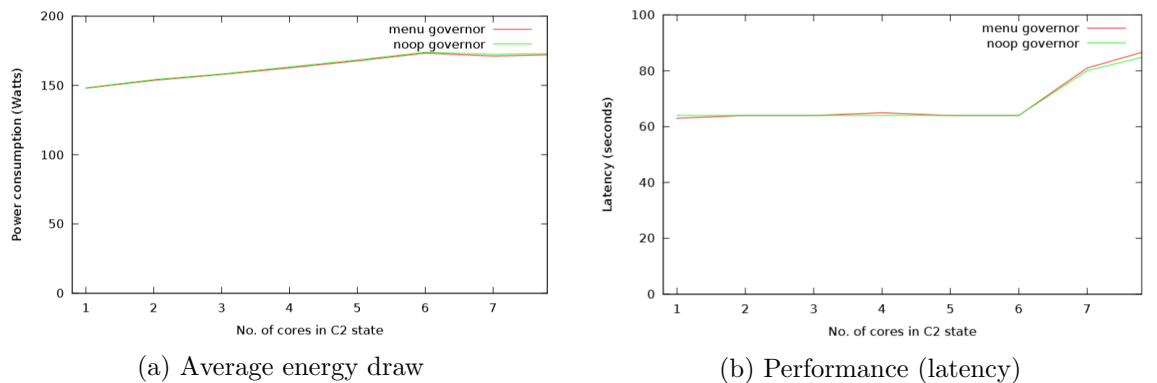 200
150
100
50
0
Power consumption (Watts)
menu governor
noop governor
1 2 3 4 5 6 7
No. of cores in C2 state
(a) Average energy draw
100
80
60
40
20
0
Latency (seconds)
menu governor
noop governor
1 2 3 4 5 6 7
No. of cores in C2 state
(b) Performance (latency)